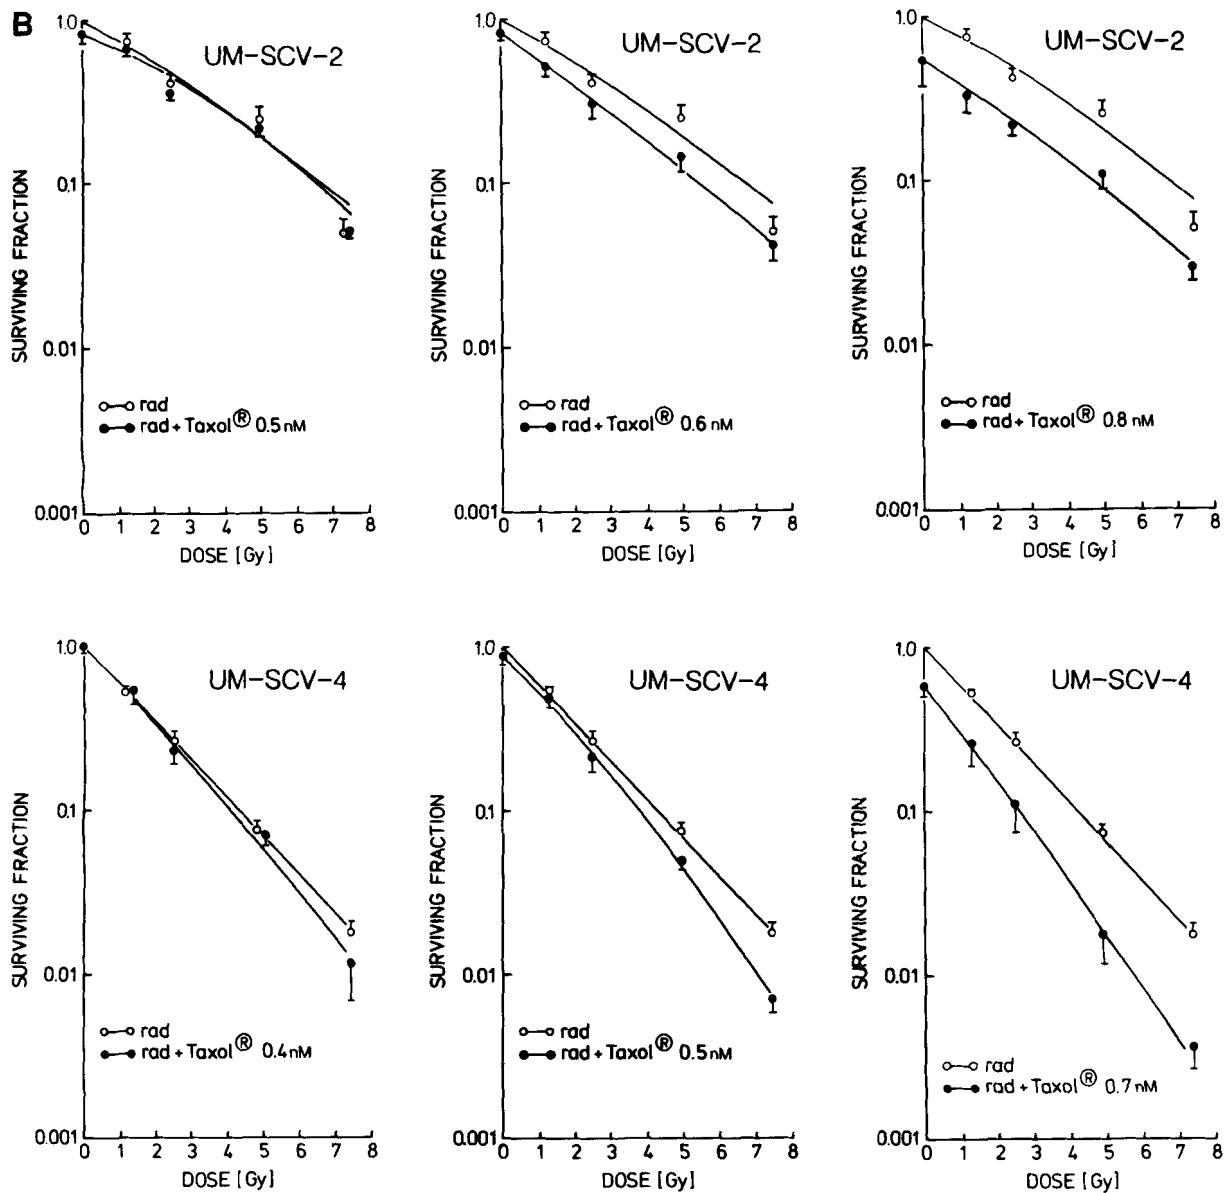 B
UM-SCV-2
SURVIVING FRACTION
1.0
0.1
0.01
0.001
rad
rad + Taxol® 0.5 nM
0 1 2 3 4 5 6 7 8
DOSE [Gy]
UM-SCV-2
SURVIVING FRACTION
1.0
0.1
0.01
0.001
rad
rad + Taxol® 0.6 nM
0 1 2 3 4 5 6 7 8
DOSE [Gy]
UM-SCV-2
SURVIVING FRACTION
1.0
0.1
0.01
0.001
rad
rad + Taxol® 0.8 nM
0 1 2 3 4 5 6 7 8
DOSE [Gy]
UM-SCV-4
SURVIVING FRACTION
1.0
0.1
0.01
0.001
rad
rad + Taxol® 0.4 nM
0 1 2 3 4 5 6 7 8
DOSE [Gy]
UM-SCV-4
SURVIVING FRACTION
1.0
0.1
0.01
0.001
rad
rad + Taxol® 0.5 nM
0 1 2 3 4 5 6 7 8
DOSE [Gy]
UM-SCV-4
SURVIVING FRACTION
1.0
0.1
0.01
0.001
rad
rad + Taxol® 0.7 nM
0 1 2 3 4 5 6 7 8
DOSE [Gy]